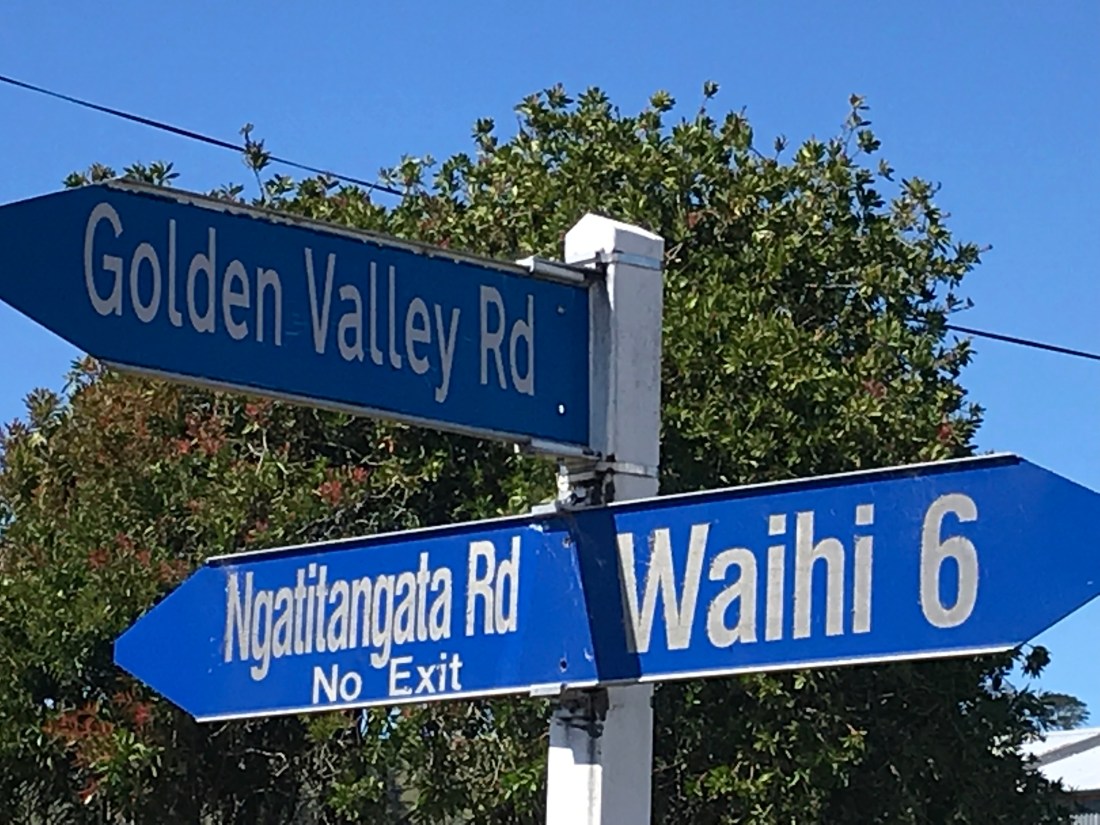 Golden Valley Rd
Ngatitangata Rd
No Exit
Waihi 6